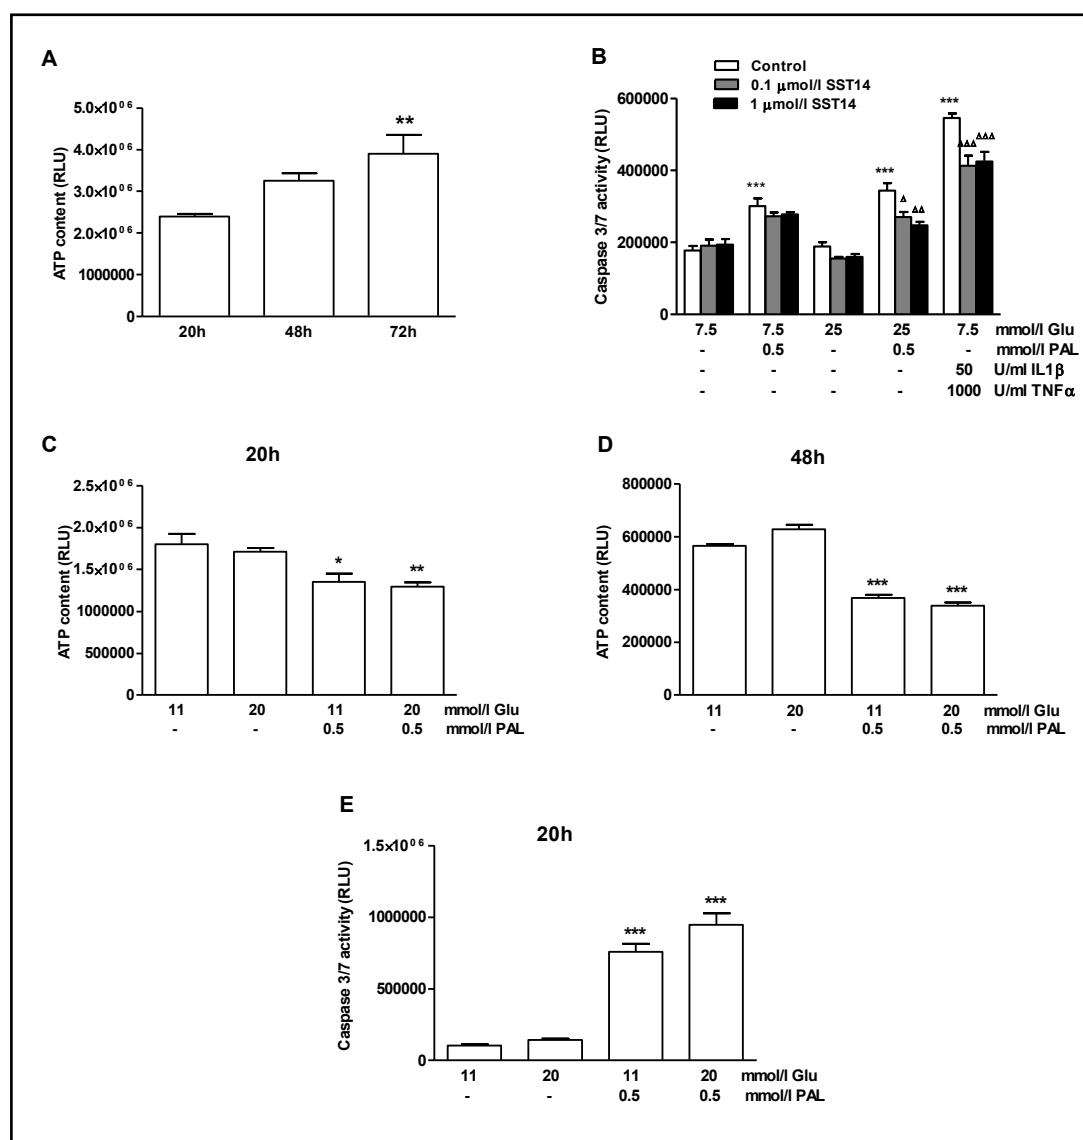 A
5.0×10⁰⁶
4.0×10⁰⁶
3.0×10⁰⁶
2.0×10⁰⁶
1000000
0
ATP content (RLU)
**
20h 48h 72h
B
Control
0.1 μmol/l SST14
1 μmol/l SST14
600000
400000
200000
0
Caspase 3/7 activity (RLU)
*** *** ***
Δ ΔΔ ΔΔΔ ΔΔΔ
7.5 7.5 25 25 7.5 mmol/l Glu
- 0.5 - 0.5 - mmol/l PAL
- - - - 50 U/ml IL1β
- - - - 1000 U/ml TNFα
C
20h
2.5×10⁰⁶
2.0×10⁰⁶
1.5×10⁰⁶
1000000
500000
0
ATP content (RLU)
* **
11 20 11 20 mmol/l Glu
- - 0.5 0.5 mmol/l PAL
D
48h
800000
600000
400000
200000
0
ATP content (RLU)
*** ***
11 20 11 20 mmol/l Glu
- - 0.5 0.5 mmol/l PAL
E
20h
1.5×10⁰⁶
1000000
500000
0
Caspase 3/7 activity (RLU)
*** ***
11 20 11 20 mmol/l Glu
- - 0.5 0.5 mmol/l PAL